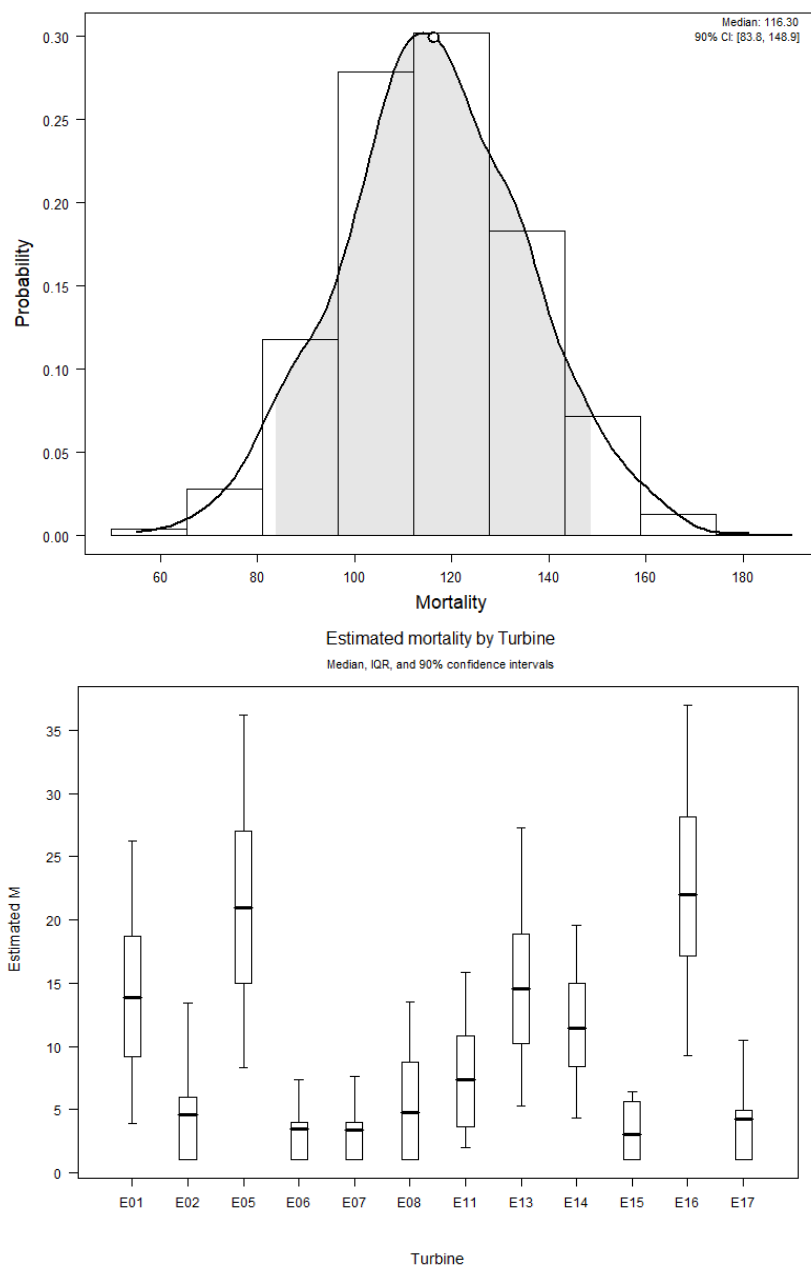 Median: 116.30
90% CI: [83.8, 148.9]
0.30
0.25
0.20
0.15
0.10
0.05
0.00
Probability
60 80 100 120 140 160 180
Mortality
Estimated mortality by Turbine
Median, IQR, and 90% confidence intervals
35
30
25
20
15
10
5
0
Estimated M
E01 E02 E05 E06 E07 E08 E11 E13 E14 E15 E16 E17
Turbine